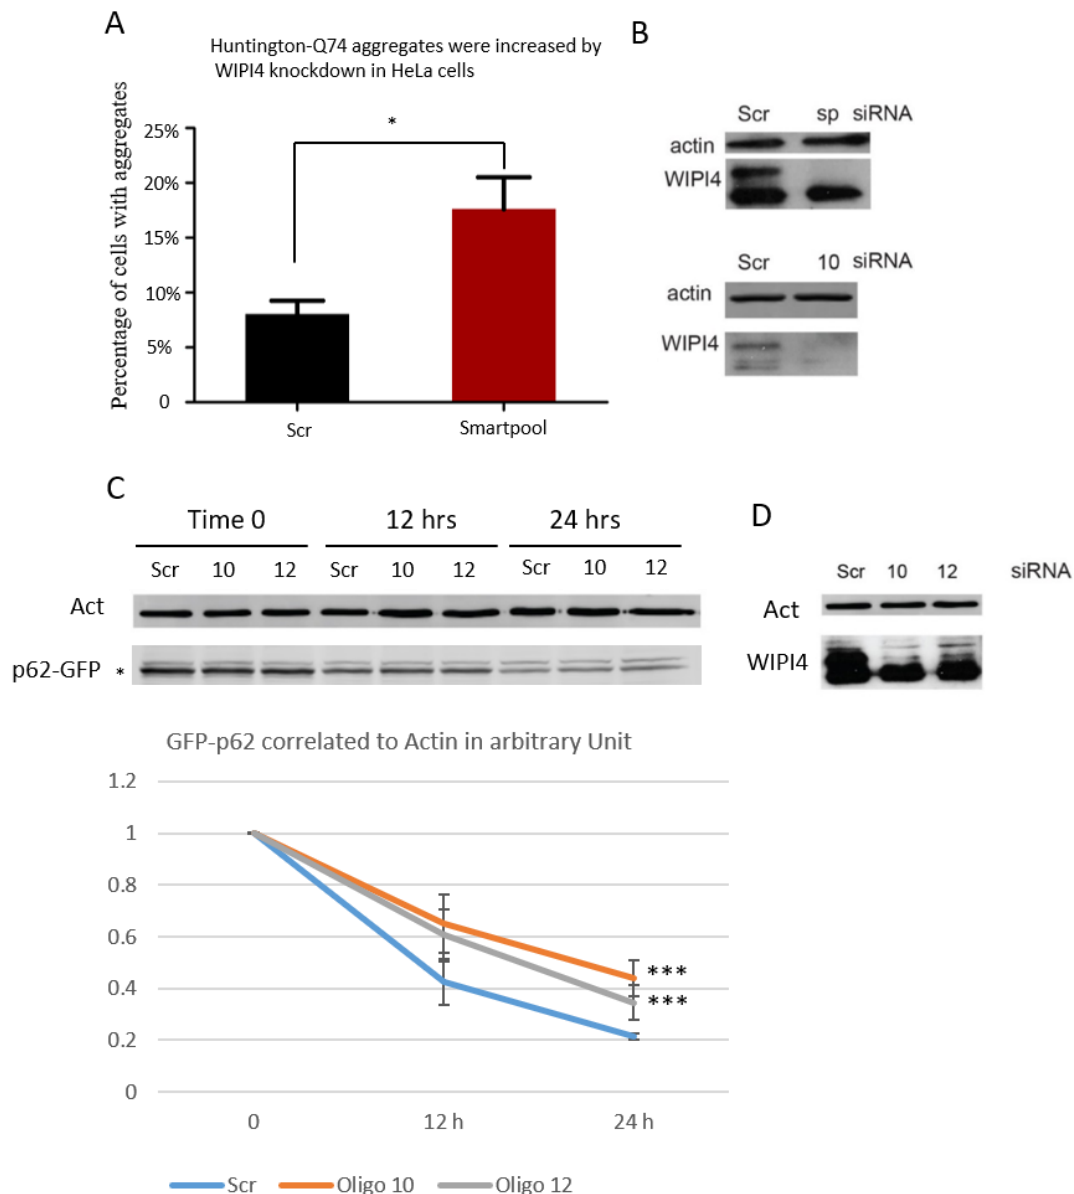 A
Huntington-Q74 aggregates were increased by
WIPI4 knockdown in HeLa cells
Percentage of cells with aggregates
*
25%
20%
15%
10%
5%
0
Scr
Smartpool
B
Scr sp siRNA
actin
WIPI4
Scr 10 siRNA
actin
WIPI4
C
Time 0 12 hrs 24 hrs
Scr 10 12 Scr 10 12 Scr 10 12
Act
p62-GFP *
D
Scr 10 12 siRNA
Act
WIPI4
GFP-p62 correlated to Actin in arbitrary Unit
1.2
1
0.8
0.6
0.4
0.2
0
***
***
0 12 h 24 h
Scr Oligo 10 Oligo 12